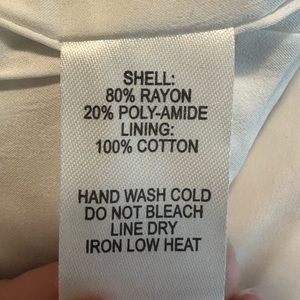 SHELL:
80% RAYON
20% POLY-AMIDE
LINING:
100% COTTON
HAND WASH COLD
DO NOT BLEACH
LINE DRY
IRON LOW HEAT